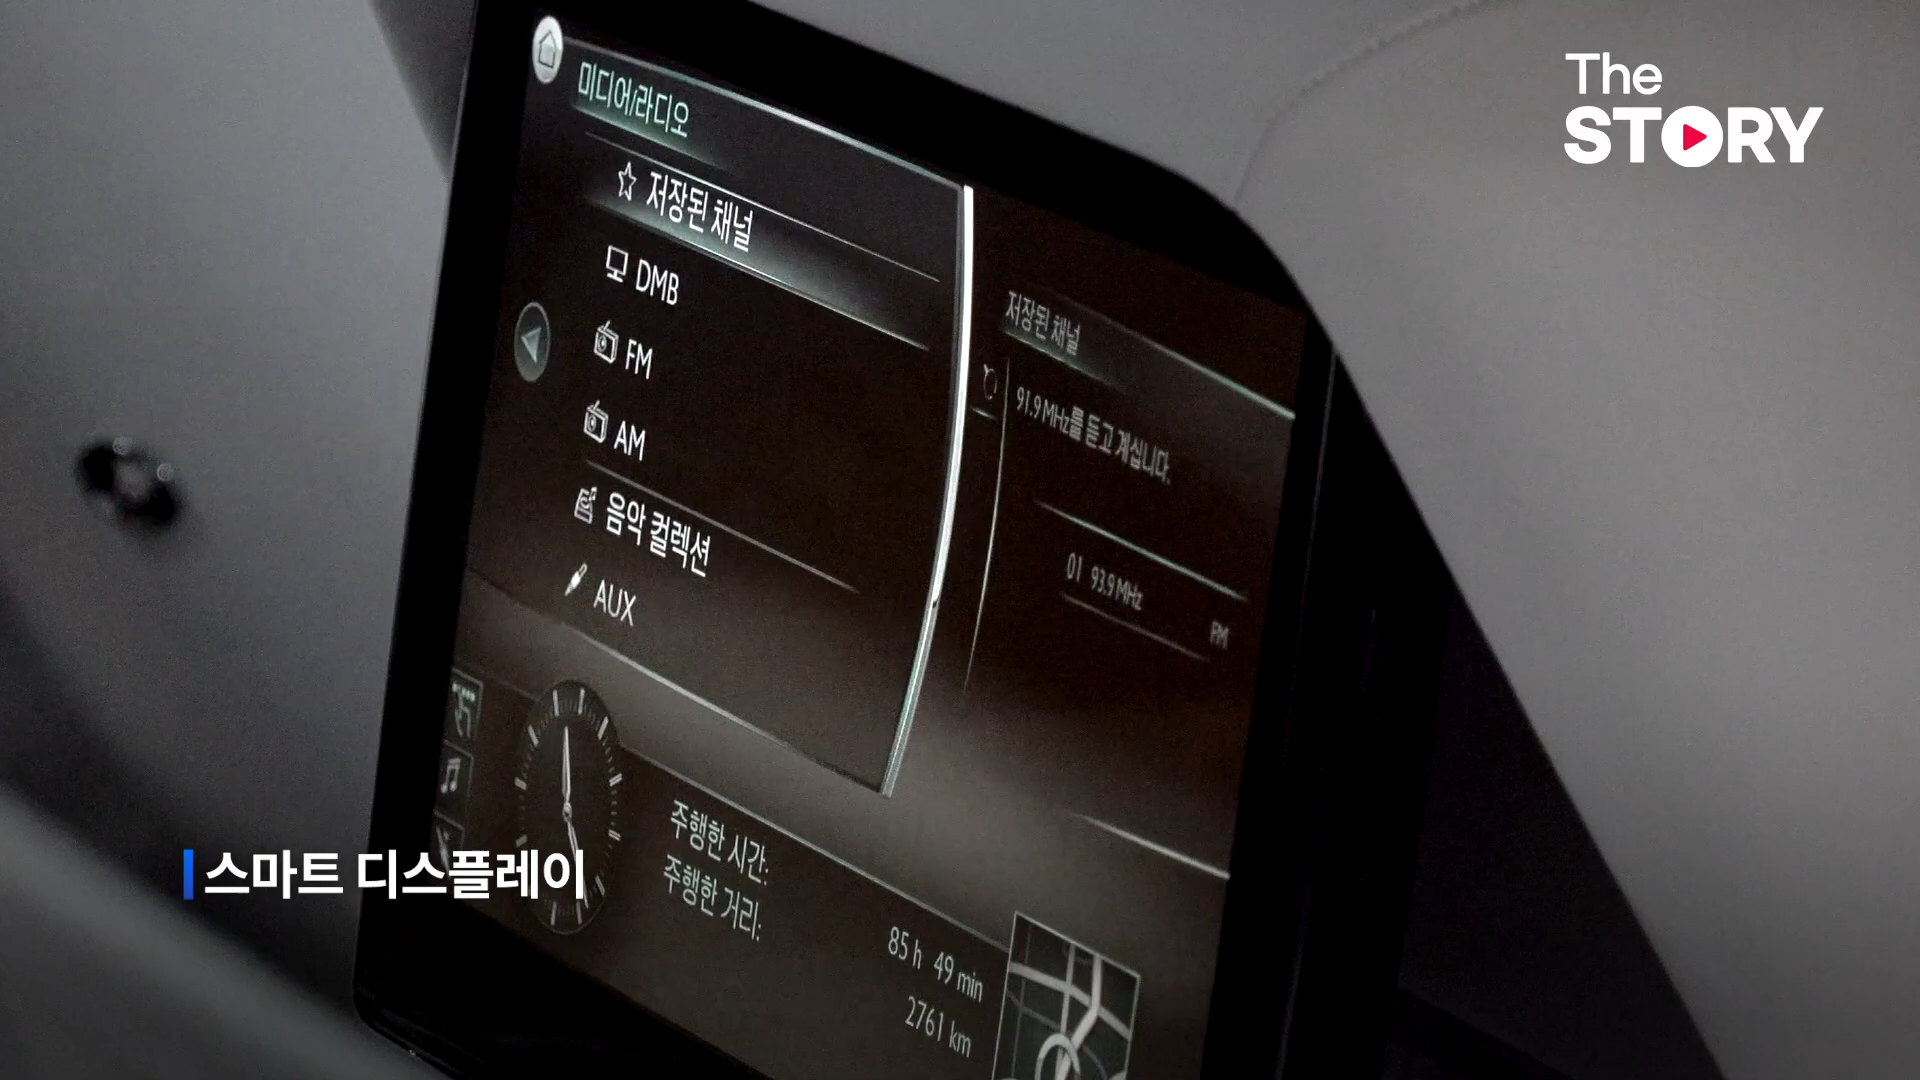 The
STORY
미디어/라디오
저장된 채널
DMB
FM
AM
음악 컬렉션
AUX
저장된 채널
91.9 MHz를 듣고 계십니다.
01 93.9 MHz
FM
주행한 시간:
85 h 49 min
주행한 거리:
2761 km
스마트 디스플레이